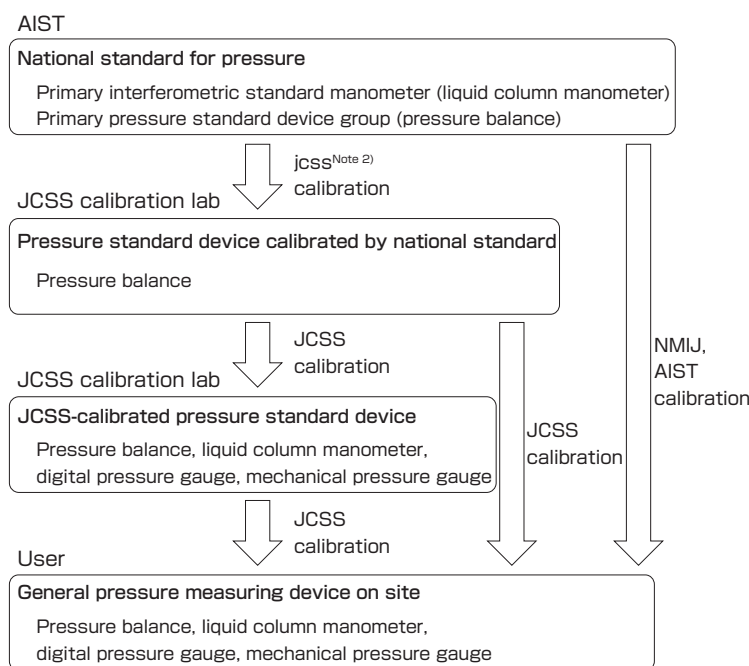 AIST
National standard for pressure
Primary interferometric standard manometer (liquid column manometer)
Primary pressure standard device group (pressure balance)
jcss^Note 2)
calibration
JCSS calibration lab
Pressure standard device calibrated by national standard
Pressure balance
JCSS
calibration
NMIJ,
AIST
calibration
JCSS calibration lab
JCSS-calibrated pressure standard device
Pressure balance, liquid column manometer,
digital pressure gauge, mechanical pressure gauge
JCSS
calibration
JCSS
calibration
User
General pressure measuring device on site
Pressure balance, liquid column manometer,
digital pressure gauge, mechanical pressure gauge